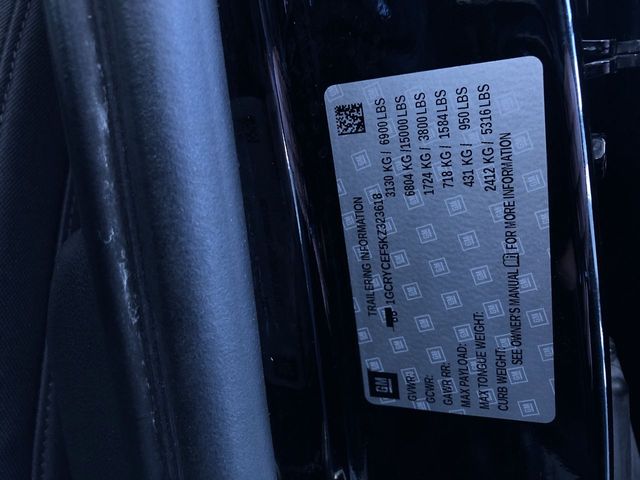 GM
TRAILERING INFORMATION
1GCRYCEF5KZ323618
GVWR: 3130 KG / 6900 LBS
GCWR: 6804 KG /15000 LBS
GAWR RR: 1724 KG / 3800 LBS
MAX PAYLOAD: 718 KG / 1584 LBS
MAX TONGUE WEIGHT: 431 KG / 950 LBS
CURB WEIGHT: 2412 KG / 5316 LBS
SEE OWNER'S MANUAL FOR MORE INFORMATION